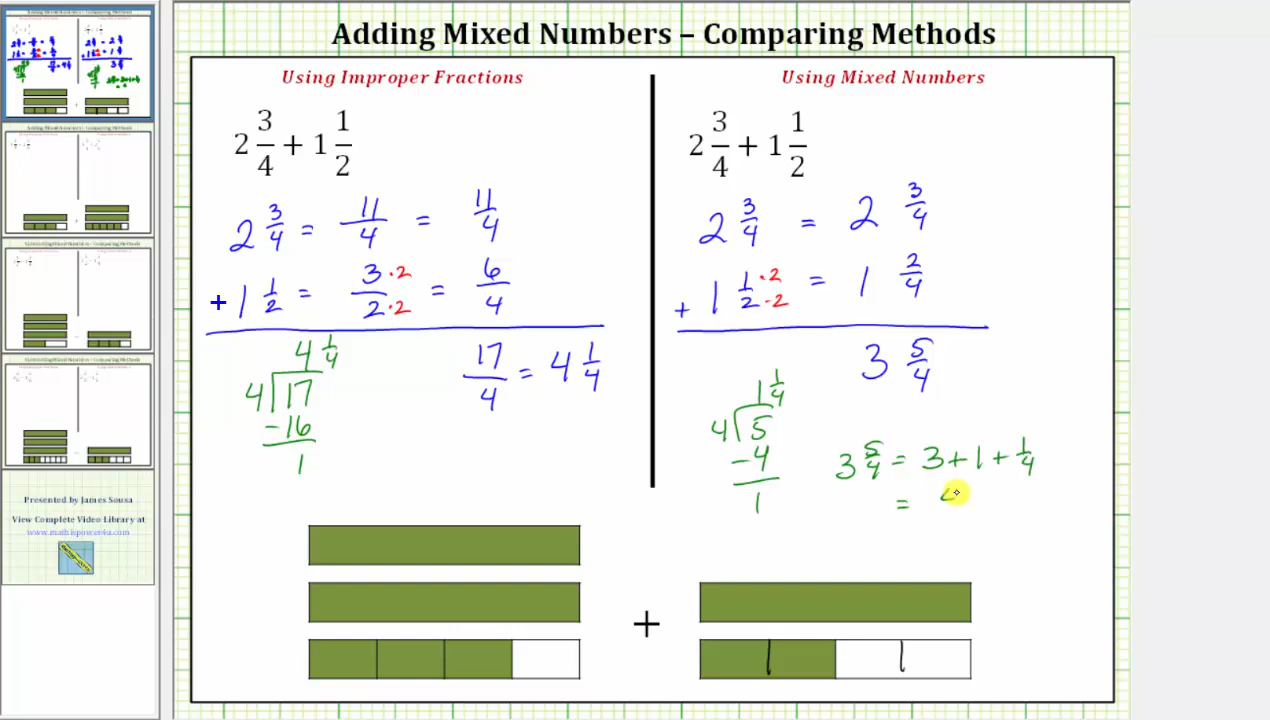 Adding Mixed Numbers – Comparing Methods
Using Improper Fractions
2 3/4 + 1 1/2
2 3/4 = 11/4 = 11/4
+ 1 1/2 = 3·2/2·2 = 6/4
17/4 = 4 1/4
4 1/4
4 17
-16
1
Using Mixed Numbers
2 3/4 + 1 1/2
2 3/4 = 2 3/4
+ 1 1·2/2·2 = 1 2/4
3 5/4
1 1/4
4 5
-4
1
3 5/4 = 3 + 1 + 1/4
=
+
Presented by James Sousa
View Complete Video Library at
www.mathispower4u.com